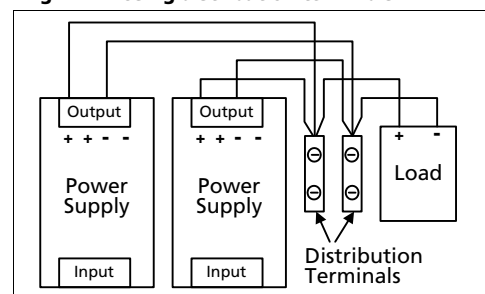 Output
+ + - -
Power
Supply
Input
Output
+ + - -
Power
Supply
Input
+ -
Load
Distribution
Terminals